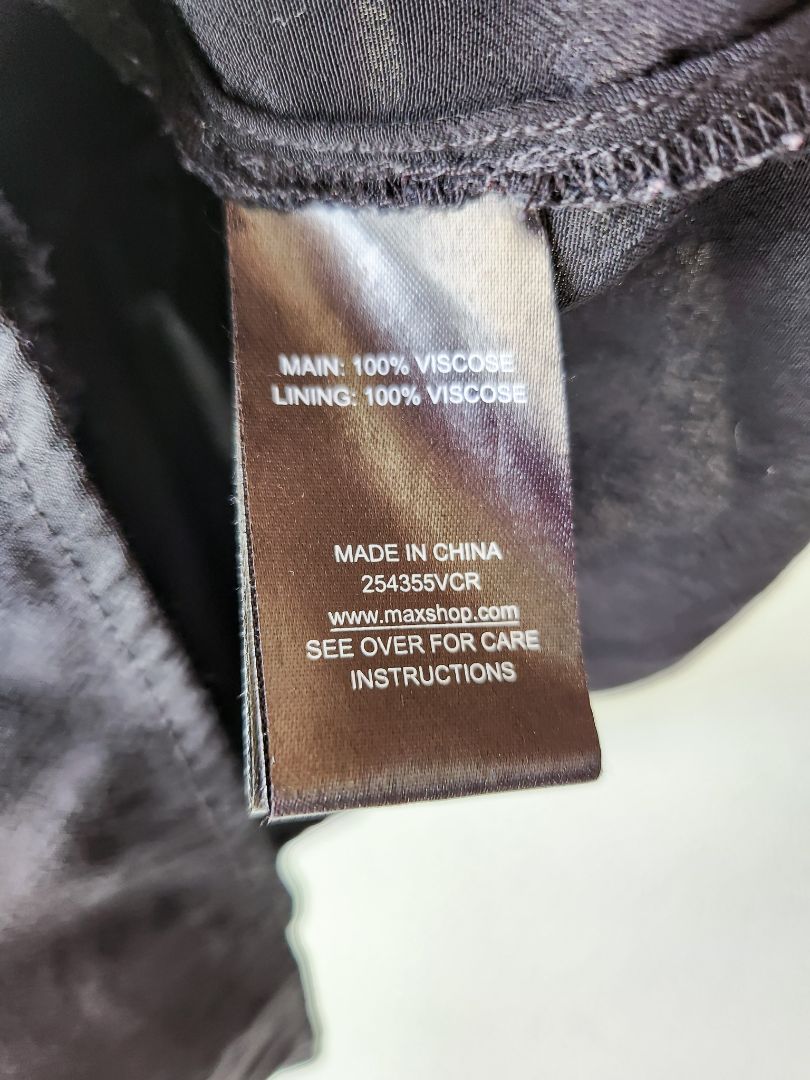 MAIN: 100% VISCOSE
LINING: 100% VISCOSE
MADE IN CHINA
254355VCR
www.maxshop.com
SEE OVER FOR CARE
INSTRUCTIONS